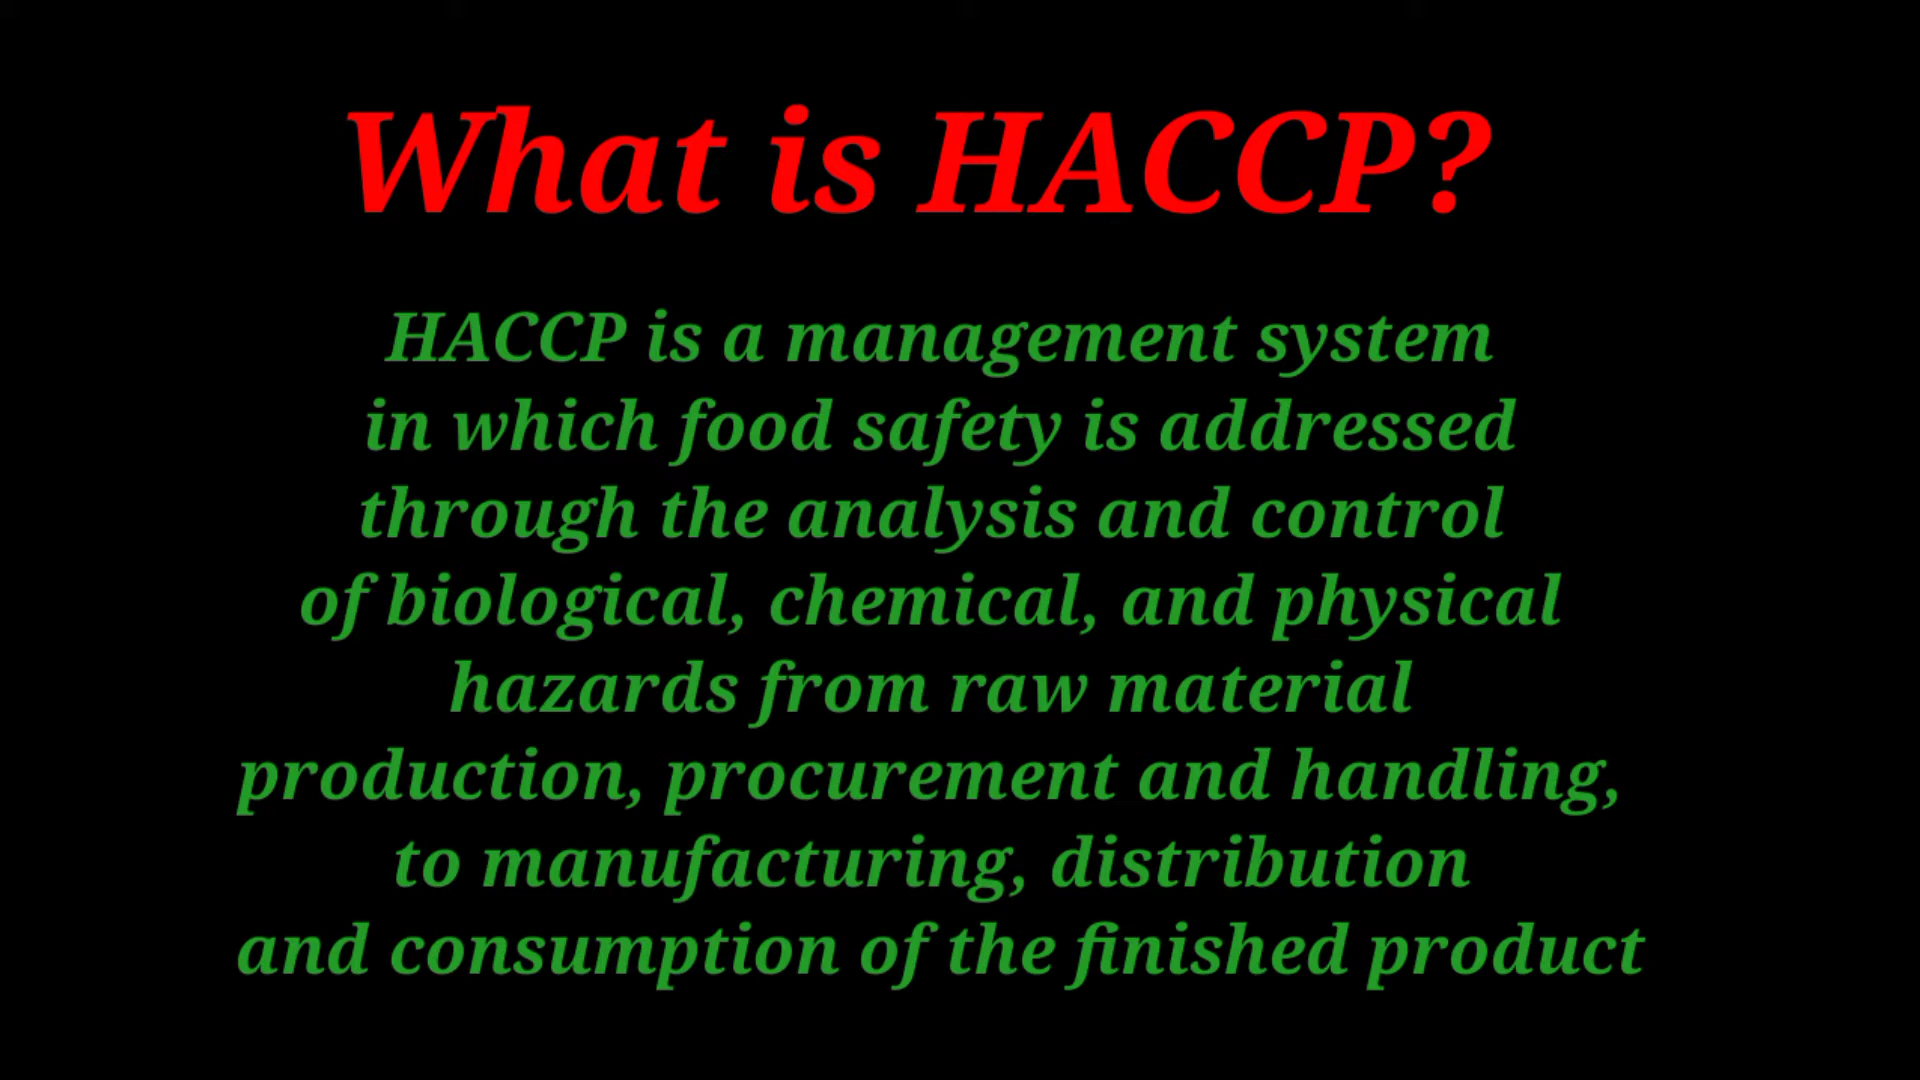 What is HACCP?
HACCP is a management system
in which food safety is addressed
through the analysis and control
of biological, chemical, and physical
hazards from raw material
production, procurement and handling,
to manufacturing, distribution
and consumption of the finished product